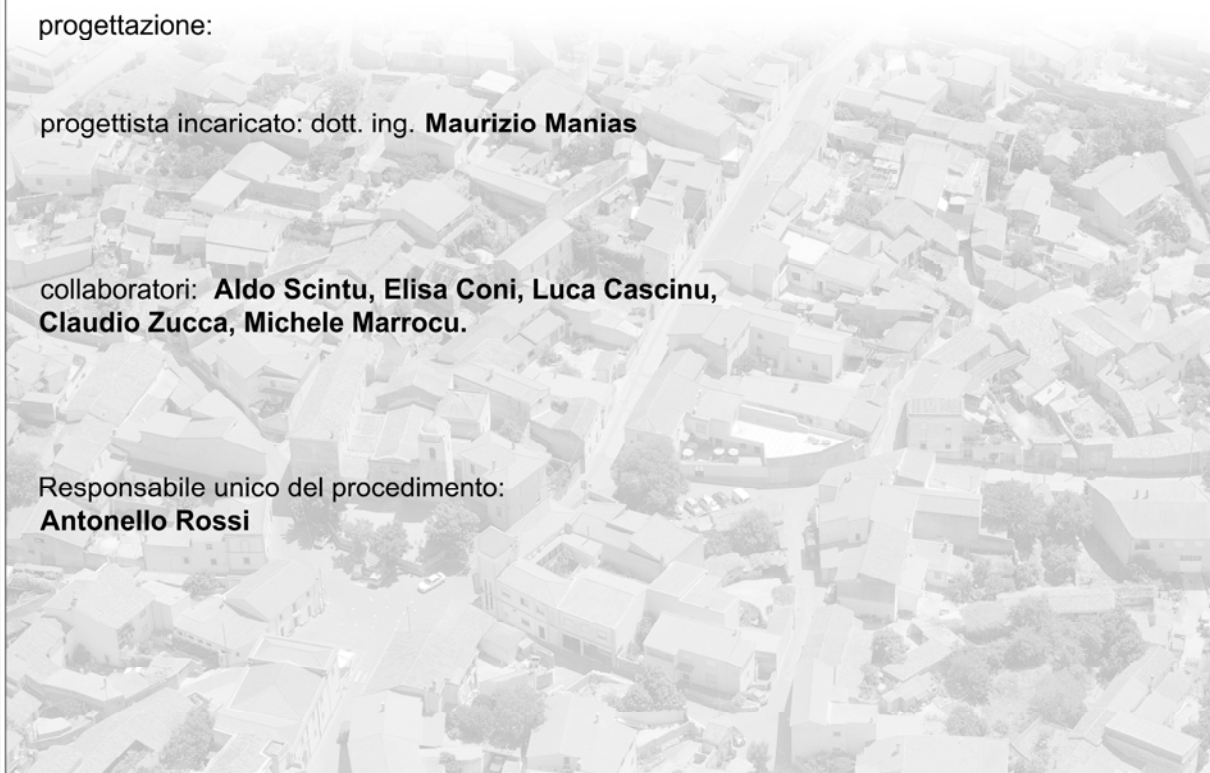 progettazione:
progettista incaricato: dott. ing. Maurizio Manias
collaboratori: Aldo Scintu, Elisa Coni, Luca Cascinu,
Claudio Zucca, Michele Marrocu.
Responsabile unico del procedimento:
Antonello Rossi